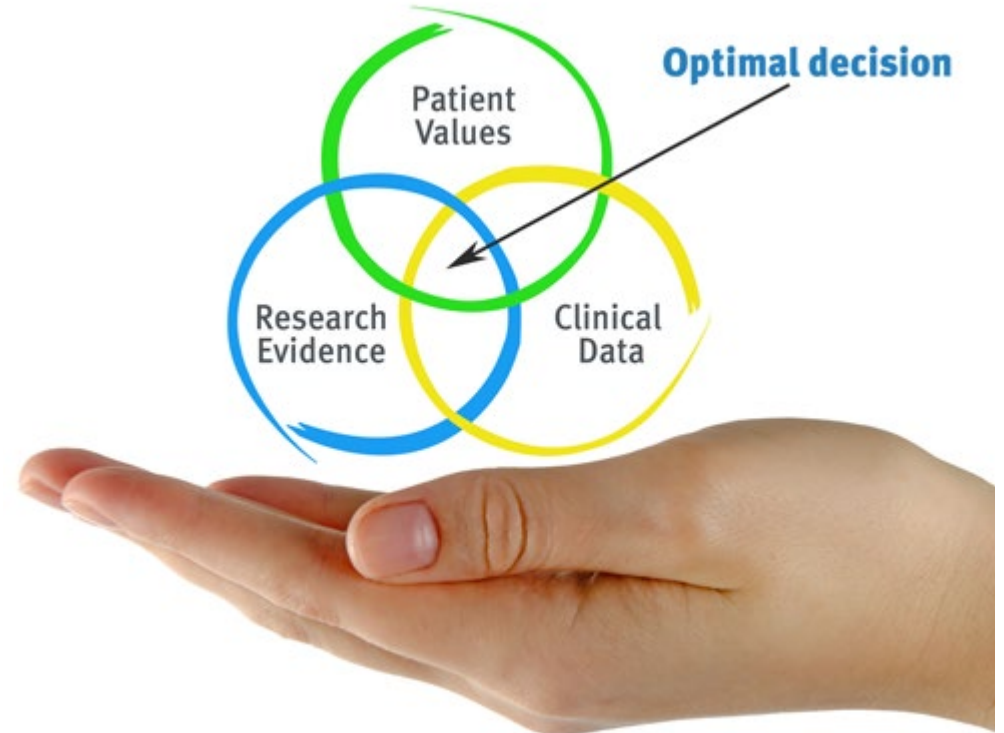 Optimal decision
Patient
Values
Research
Evidence
Clinical
Data